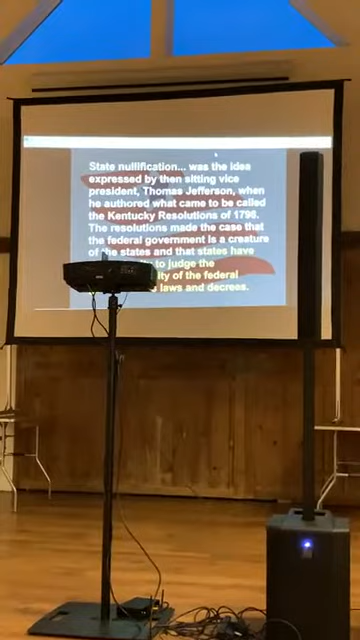 State nullification... was the idea
expressed by then sitting vice
president, Thomas Jefferson, when
he authored what came to be called
the Kentucky Resolutions of 1798.
The resolutions made the case that
the federal government is a creature
of the states and that states have
to judge the
ity of the federal
laws and decrees.